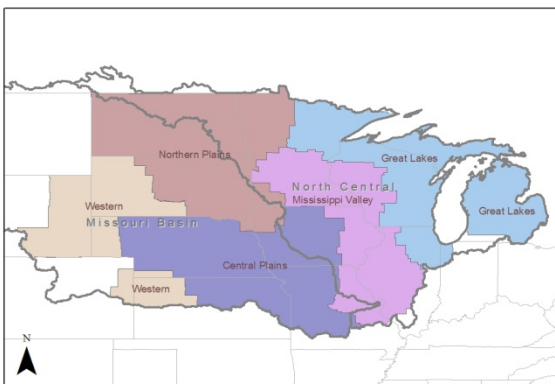 Northern Plains
Great Lakes
North Central
Western
Mississippi Valley
Great Lakes
Missouri Basin
Central Plains
Western
N